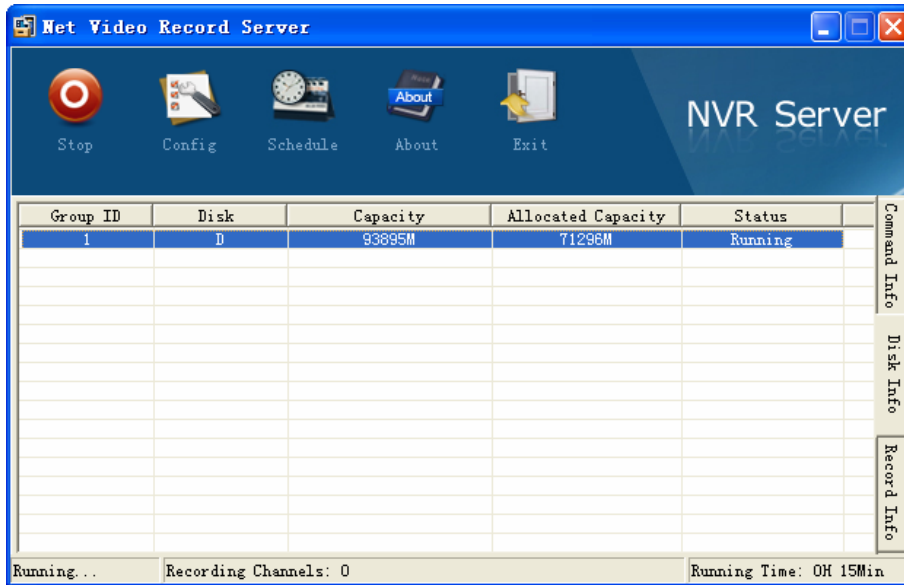 Net Video Record Server
Stop Config Schedule About About Exit
NVR Server
Group ID Disk Capacity Allocated Capacity Status
1 D 93895M 71296M Running
Command Info
Disk Info
Record Info
Running... Recording Channels: 0 Running Time: 0H 15Min